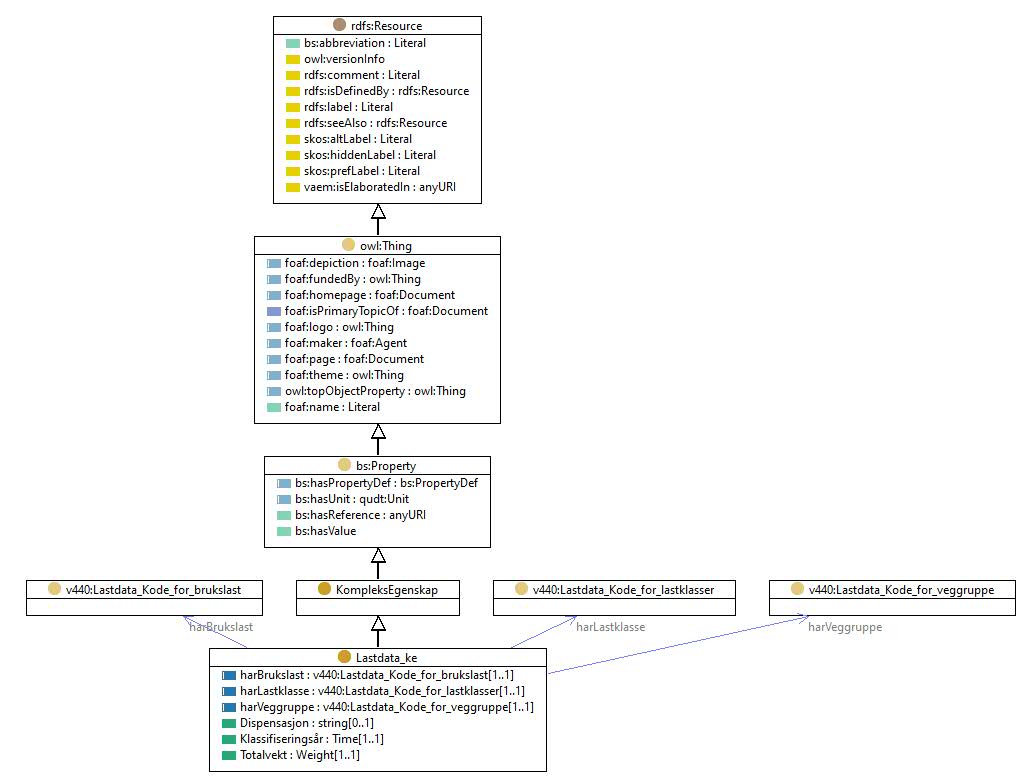 rdfs:Resource
bs:abbreviation : Literal
owl:versionInfo
rdfs:comment : Literal
rdfs:isDefinedBy : rdfs:Resource
rdfs:label : Literal
rdfs:seeAlso : rdfs:Resource
skos:altLabel : Literal
skos:hiddenLabel : Literal
skos:prefLabel : Literal
vaem:isElaboratedIn : anyURI
owl:Thing
foaf:depiction : foaf:Image
foaf:fundedBy : owl:Thing
foaf:homepage : foaf:Document
foaf:isPrimaryTopicOf : foaf:Document
foaf:logo : owl:Thing
foaf:maker : foaf:Agent
foaf:page : foaf:Document
foaf:theme : owl:Thing
owl:topObjectProperty : owl:Thing
foaf:name : Literal
bs:Property
bs:hasPropertyDef : bs:PropertyDef
bs:hasUnit : qudt:Unit
bs:hasReference : anyURI
bs:hasValue
v440:Lastdata_Kode_for_brukslast
KompleksEgenskap
v440:Lastdata_Kode_for_lastklasser
v440:Lastdata_Kode_for_veggruppe
harBrukslast
harLastklasse
harVeggruppe
Lastdata_ke
harBrukslast : v440:Lastdata_Kode_for_brukslast[1..1]
harLastklasse : v440:Lastdata_Kode_for_lastklasser[1..1]
harVeggruppe : v440:Lastdata_Kode_for_veggruppe[1..1]
Dispensasjon : string[0..1]
Klassifiseringsår : Time[1..1]
Totalvekt : Weight[1..1]